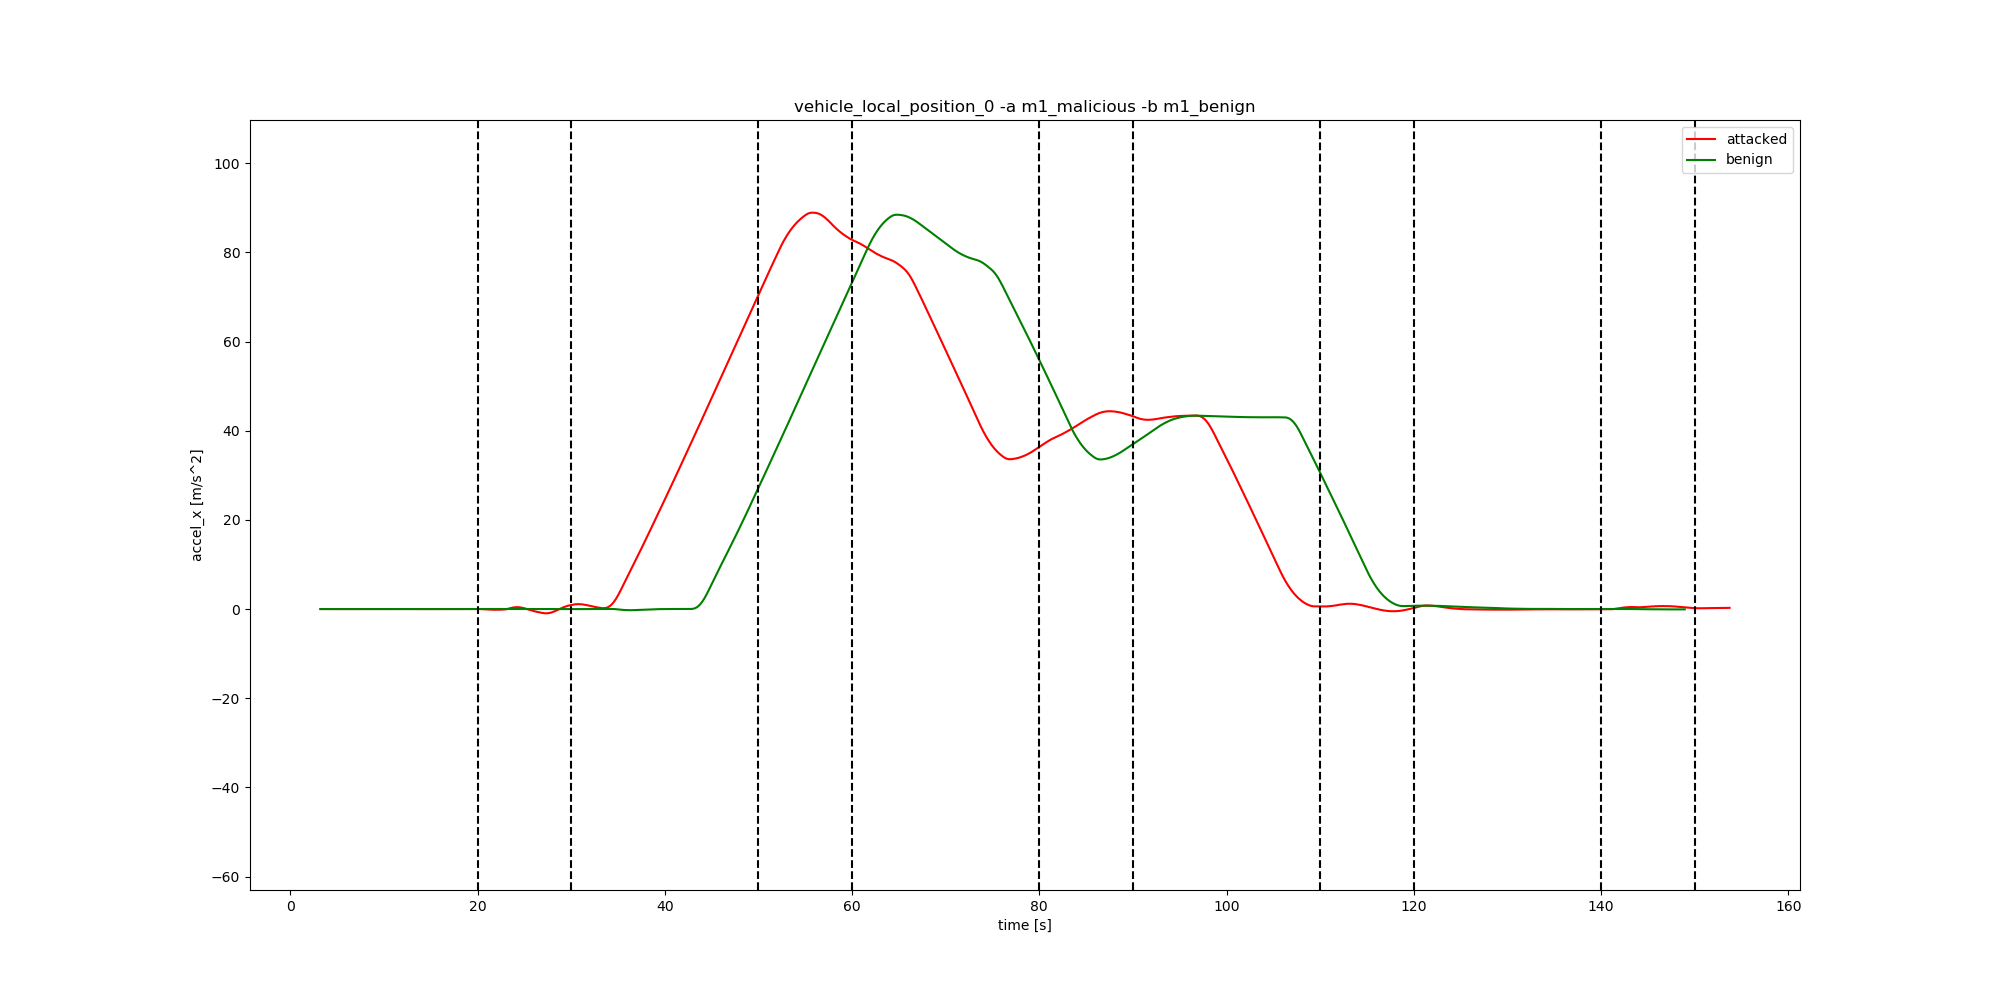 vehicle_local_position_0 -a m1_malicious -b m1_benign
attacked
benign
100
80
60
40
20
0
−20
−40
−60
accel_x [m/s^2]
0 20 40 60 80 100 120 140 160
time [s]